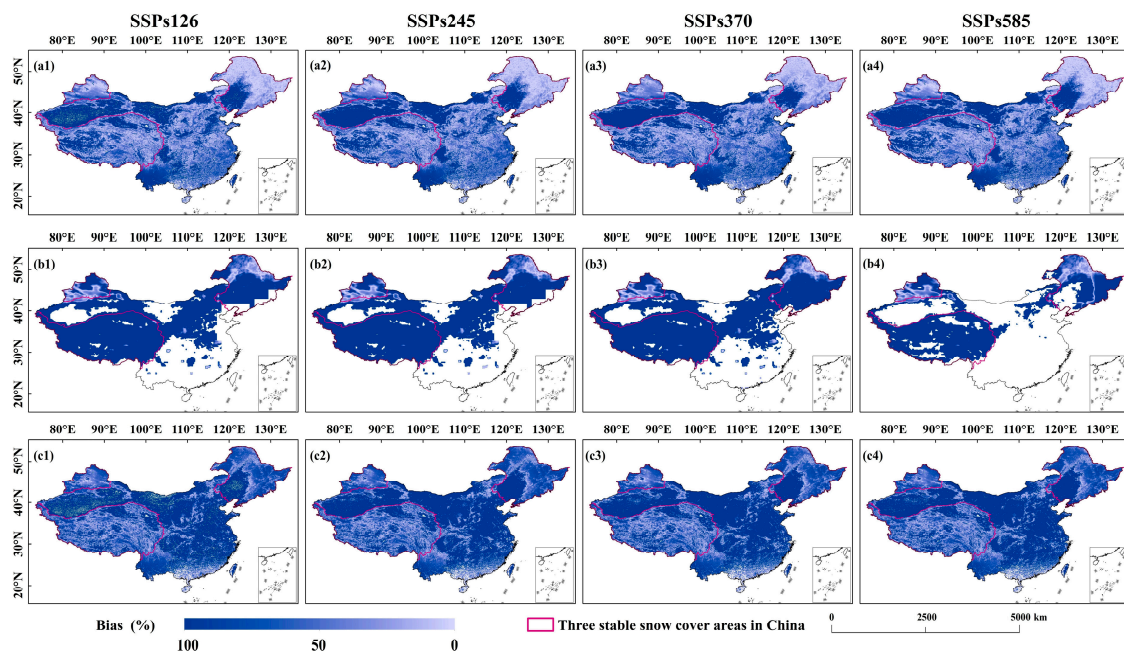 SSPs126 SSPs245 SSPs370 SSPs585
80°E 90°E 100°E 110°E 120°E 130°E 80°E 90°E 100°E 110°E 120°E 130°E 80°E 90°E 100°E 110°E 120°E 130°E 80°E 90°E 100°E 110°E 120°E 130°E
(a1) (a2) (a3) (a4)
50°N
40°N
30°N
20°N
80°E 90°E 100°E 110°E 120°E 130°E 80°E 90°E 100°E 110°E 120°E 130°E 80°E 90°E 100°E 110°E 120°E 130°E 80°E 90°E 100°E 110°E 120°E 130°E
(b1) (b2) (b3) (b4)
50°N
40°N
30°N
20°N
80°E 90°E 100°E 110°E 120°E 130°E 80°E 90°E 100°E 110°E 120°E 130°E 80°E 90°E 100°E 110°E 120°E 130°E 80°E 90°E 100°E 110°E 120°E 130°E
(c1) (c2) (c3) (c4)
50°N
40°N
30°N
20°N
Bias (%)
100 50 0
Three stable snow cover areas in China
0 2500 5000 km